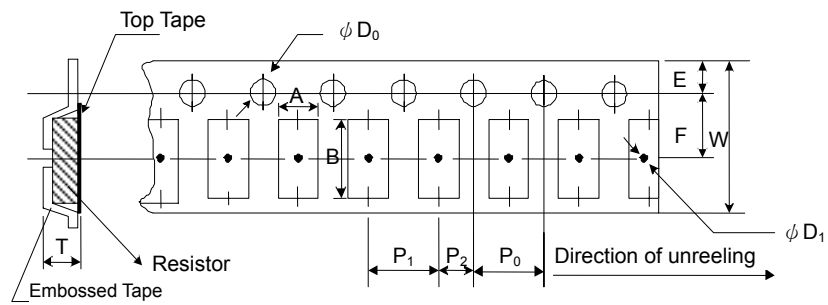 Top Tape
ϕ D₀
A
E
B
F
W
T
P₁
P₂
P₀
Direction of unreeling
ϕ D₁
Resistor
Embossed Tape